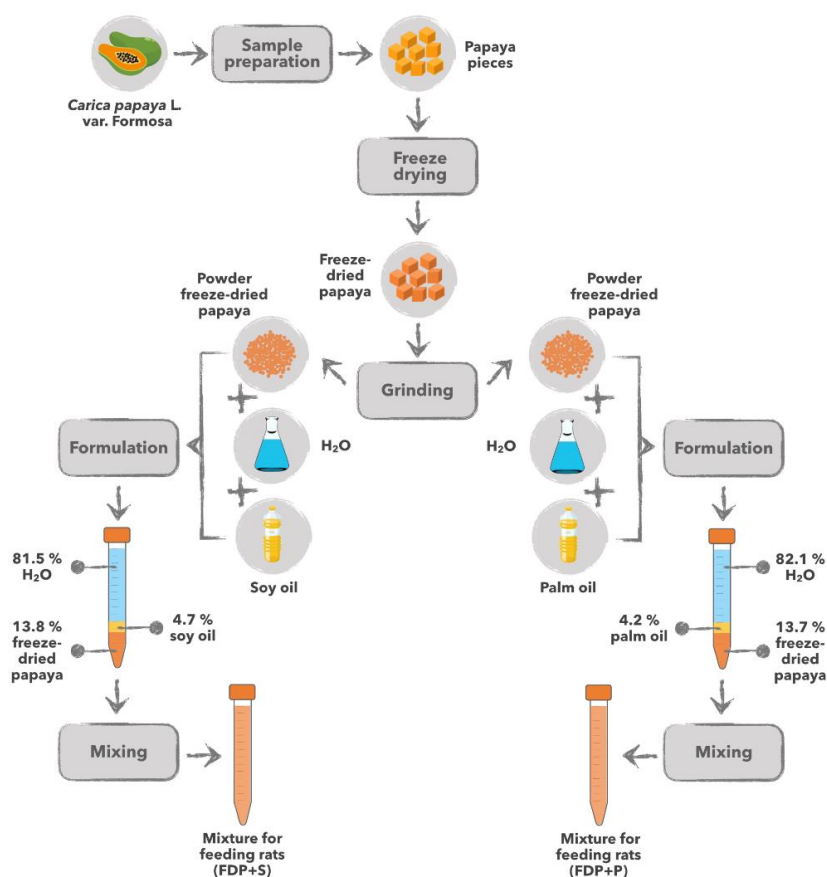 Carica papaya L.
var. Formosa
Sample
preparation
Papaya
pieces
Freeze
drying
Freeze-
dried
papaya
Grinding
Powder
freeze-dried
papaya
H₂O
Soy oil
Formulation
81.5 %
H₂O
4.7 %
soy oil
13.8 %
freeze-
dried
papaya
Mixing
Mixture for
feeding rats
(FDP+S)
Powder
freeze-dried
papaya
H₂O
Palm oil
Formulation
82.1 %
H₂O
4.2 %
palm oil
13.7 %
freeze-
dried
papaya
Mixing
Mixture for
feeding rats
(FDP+P)